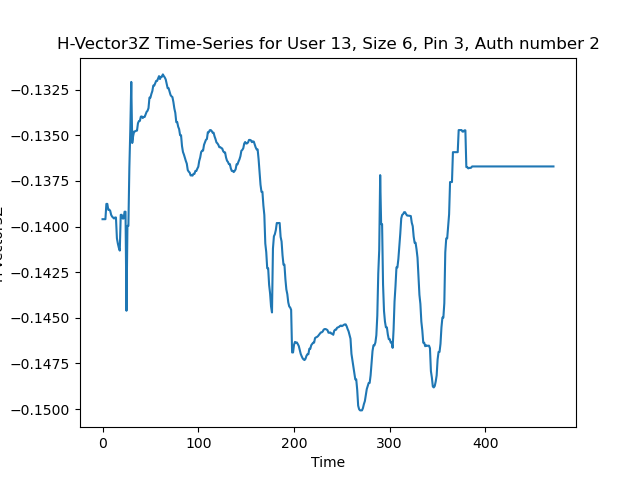 H-Vector3Z Time-Series for User 13, Size 6, Pin 3, Auth number 2
−0.1325
−0.1350
−0.1375
−0.1400
−0.1425
−0.1450
−0.1475
−0.1500
0 100 200 300 400
Time